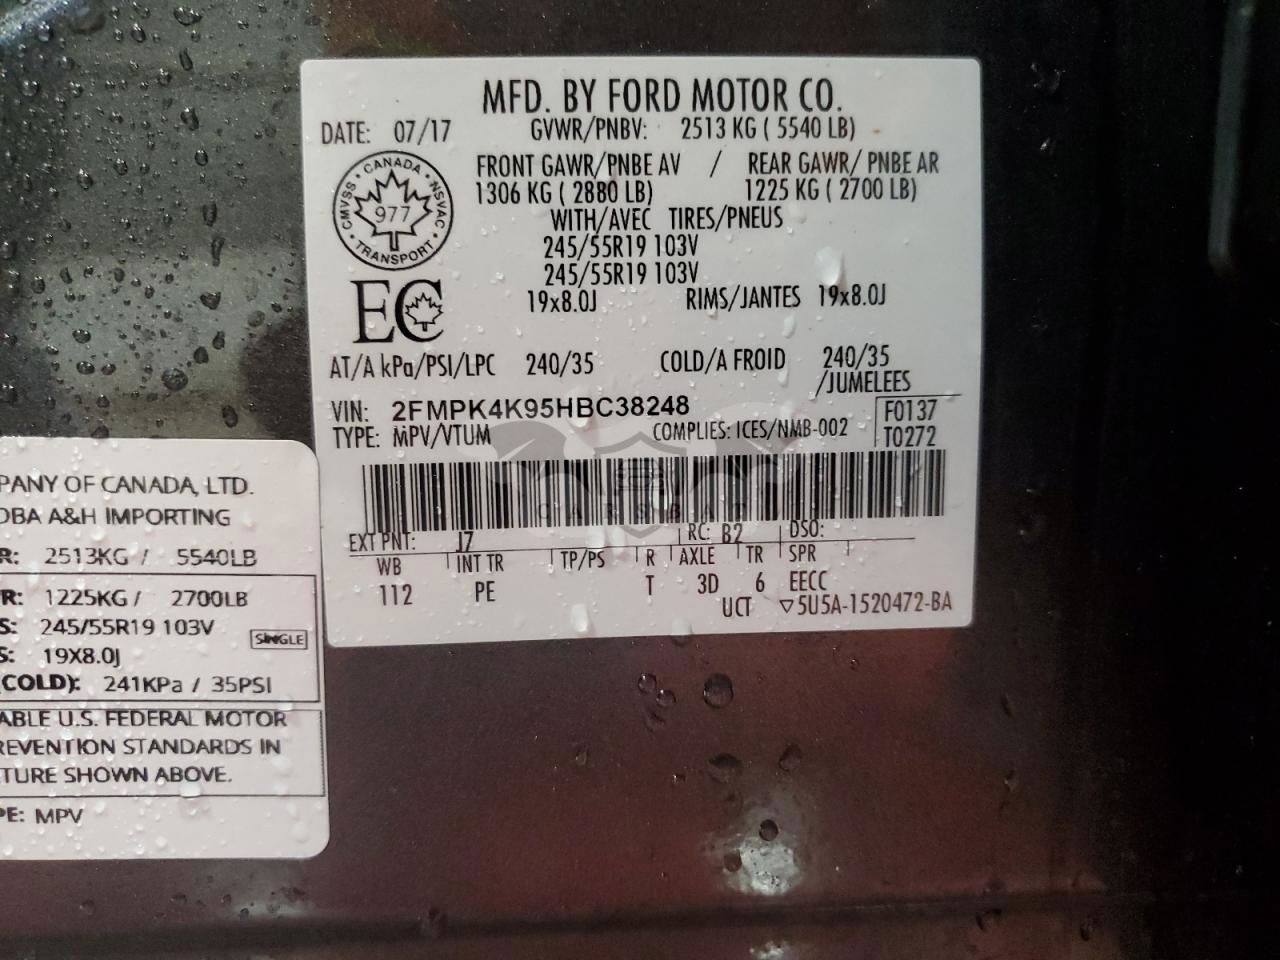 MFD. BY FORD MOTOR CO.
DATE: 07/17
GVWR/PNBV: 2513 KG ( 5540 LB)
FRONT GAWR/PNBE AV / REAR GAWR/ PNBE AR
1306 KG ( 2880 LB) 1225 KG ( 2700 LB)
WITH/AVEC TIRES/PNEUS
245/55R19 103V
245/55R19 103V
19x8.0J RIMS/JANTES 19x8.0J
CANADA
CMVSS 977 NSVAC
TRANSPORT
EC
AT/A kPa/PSI/LPC 240/35 COLD/A FROID 240/35
/JUMELEES
VIN: 2FMPK4K95HBC38248
F0137
TYPE: MPV/VTUM COMPLIES: ICES/NMB-002
T0272
CARSBAT
EXT PNT: J7 RC: B2 DSO:
WB INT TR TP/PS R AXLE TR SPR
112 PE T 3D 6 EECC
UCT 5U5A-1520472-BA
PANY OF CANADA, LTD.
DBA A&H IMPORTING
R: 2513KG / 5540LB
R: 1225KG / 2700LB
S: 245/55R19 103V SINGLE
S: 19X8.0J
(COLD): 241KPa / 35PSI
ABLE U.S. FEDERAL MOTOR
REVENTION STANDARDS IN
TURE SHOWN ABOVE.
PE: MPV